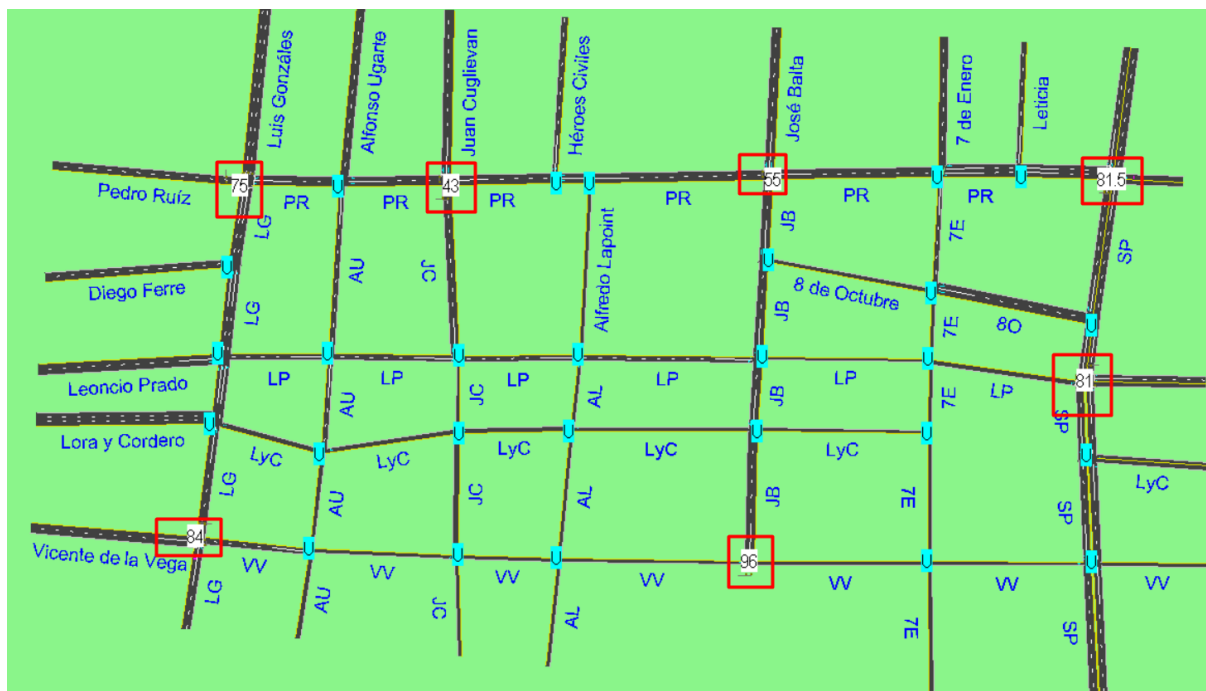 Luis Gonzáles
Alfonso Ugarte
Juan Cuglievan
Héroes Civiles
José Balta
7 de Enero
Leticia
Pedro Ruíz
75
PR
PR
43
PR
PR
55
PR
PR
81.5
LG
AU
JC
Alfredo Lapoint
JB
7E
SP
Diego Ferre
LG
8 de Octubre
JB
7E
8O
Leoncio Prado
LP
LP
LP
LP
LP
LP
81
AU
JC
AL
JB
7E
SP
Lora y Cordero
LyC
LyC
LyC
LyC
LyC
LyC
LG
AU
JC
AL
JB
7E
SP
Vicente de la Vega
84
VV
VV
VV
96
VV
VV
VV
LG
AU
JC
AL
7E
SP